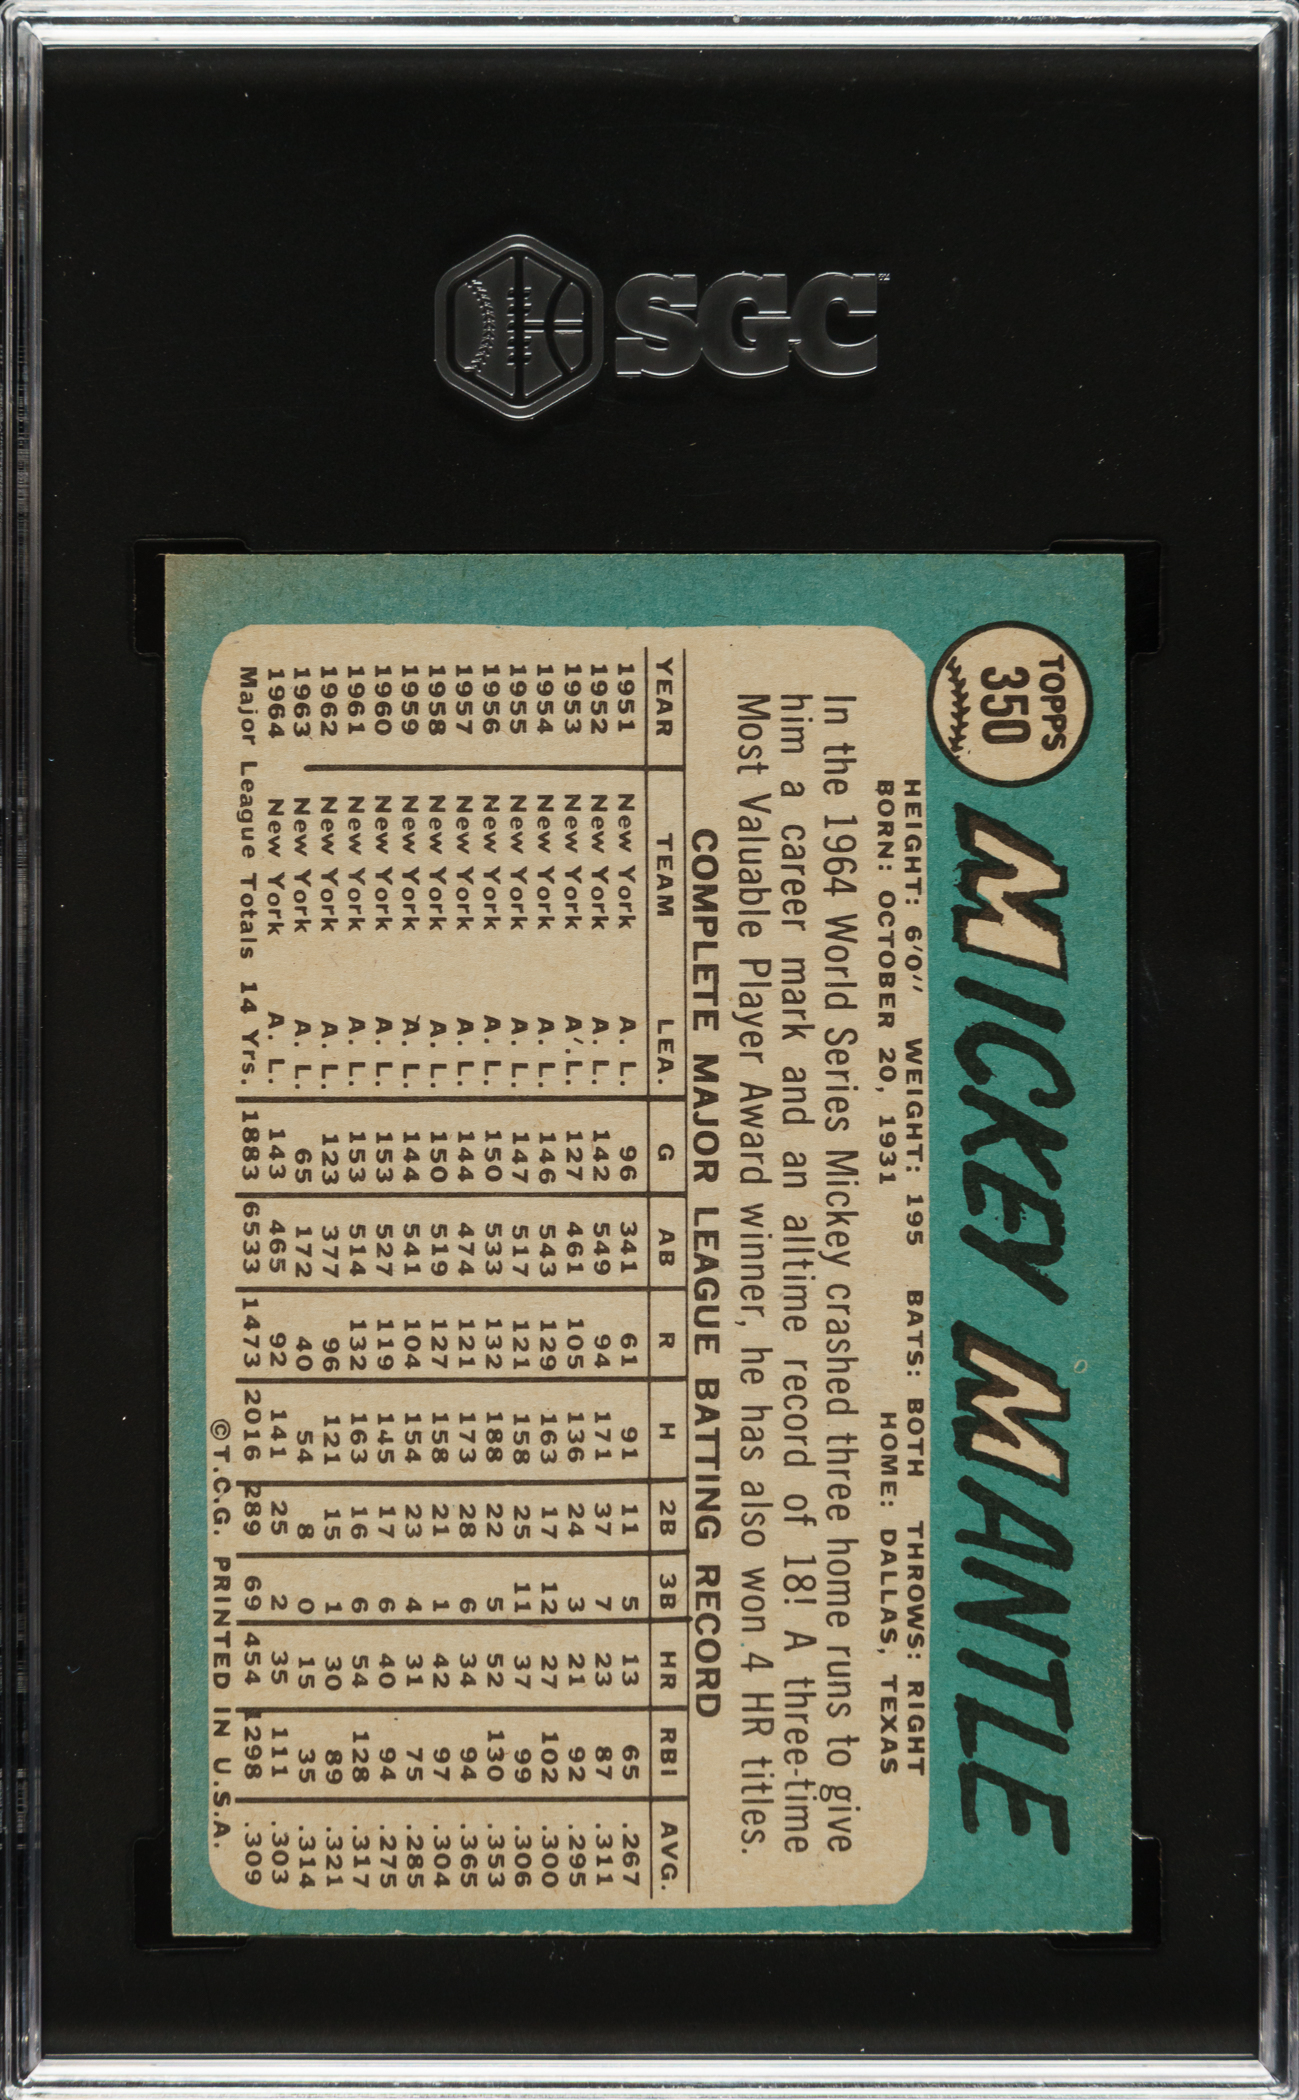 SGC
TOPPS
350
MICKEY MANTLE
HEIGHT: 6'0" WEIGHT: 195 BATS: BOTH THROWS: RIGHT
BORN: OCTOBER 20, 1931 HOME: DALLAS, TEXAS
In the 1964 World Series Mickey crashed three home runs to give
him a career mark and an alltime record of 18! A three-time
Most Valuable Player Award winner, he has also won 4 HR titles.
COMPLETE MAJOR LEAGUE BATTING RECORD
YEAR TEAM LEA. G AB R H 2B 3B HR RBI AVG.
1951 New York A. L. 96 341 61 91 11 5 13 65 .267
1952 New York A. L. 142 549 94 171 37 7 23 87 .311
1953 New York A. L. 127 461 105 136 24 3 21 92 .295
1954 New York A. L. 146 543 129 163 17 12 27 102 .300
1955 New York A. L. 147 517 121 158 25 11 37 99 .306
1956 New York A. L. 150 533 132 188 22 5 52 130 .353
1957 New York A. L. 144 474 121 173 28 6 34 94 .365
1958 New York A. L. 150 519 127 158 21 1 42 97 .304
1959 New York A. L. 144 541 104 154 23 4 31 75 .285
1960 New York A. L. 153 527 119 145 17 6 40 94 .275
1961 New York A. L. 153 514 132 163 16 6 54 128 .317
1962 New York A. L. 123 377 96 121 15 1 30 89 .321
1963 New York A. L. 65 172 40 54 8 0 15 35 .314
1964 New York A. L. 143 465 92 141 25 2 35 111 .303
Major League Totals 14 Yrs. 1883 6533 1473 2016 289 69 454 1298 .309
©T.C.G. PRINTED IN U.S.A.